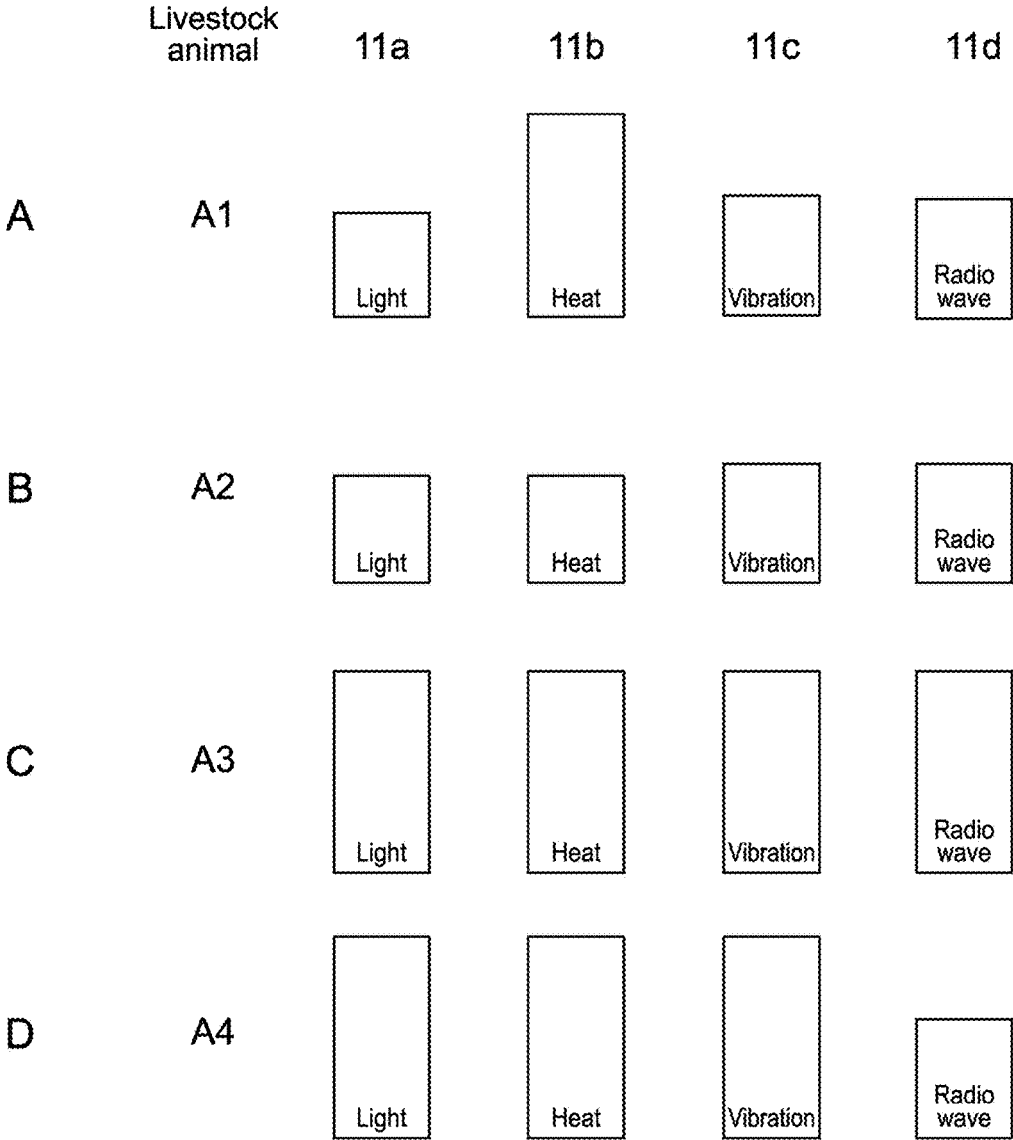 Livestock
animal 11a 11b 11c 11d
A A1
Light Heat Vibration Radio
wave
B A2
Light Heat Vibration Radio
wave
C A3
Light Heat Vibration Radio
wave
D A4
Light Heat Vibration Radio
wave